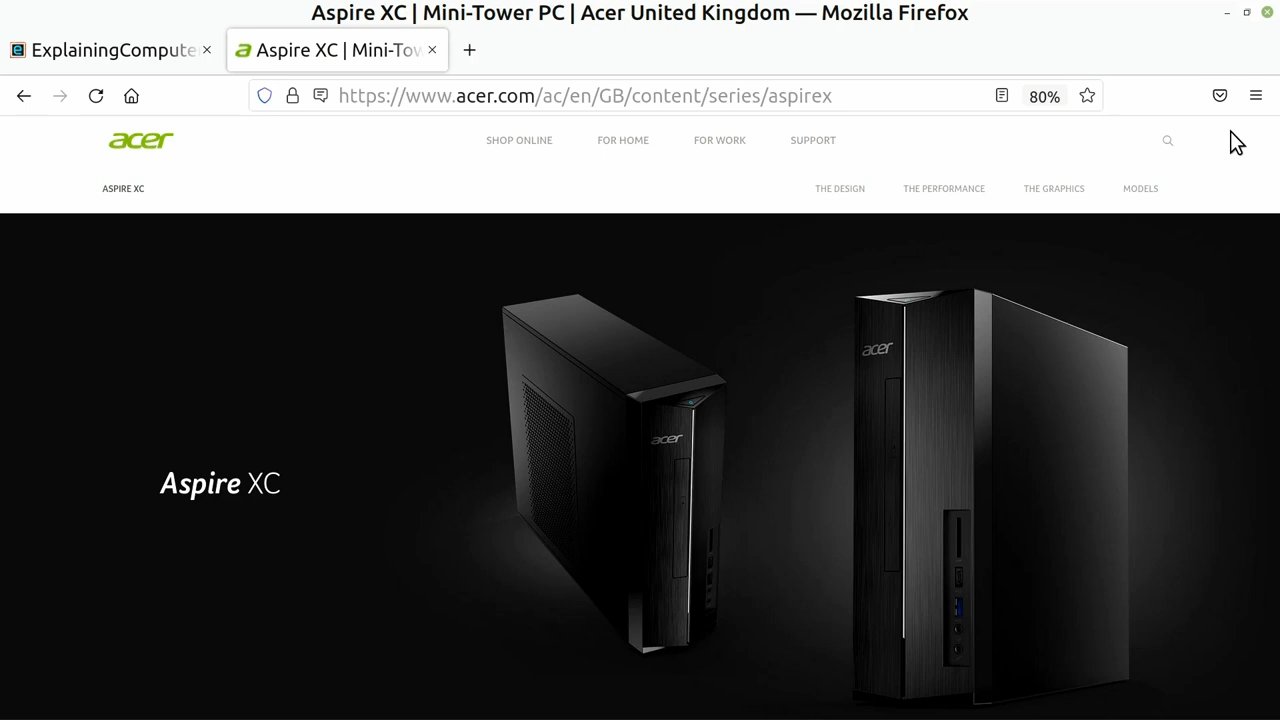 Aspire XC | Mini-Tower PC | Acer United Kingdom — Mozilla Firefox
ExplainingCompute
Aspire XC | Mini-Tow
https://www.acer.com/ac/en/GB/content/series/aspirex
80%
acer
SHOP ONLINE
FOR HOME
FOR WORK
SUPPORT
ASPIRE XC
THE DESIGN
THE PERFORMANCE
THE GRAPHICS
MODELS
acer
acer
Aspire XC